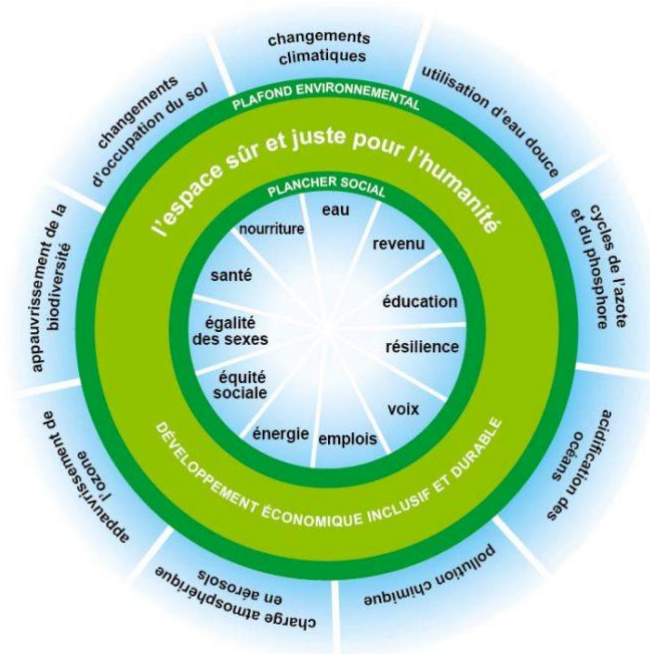 changements
climatiques
utilisation d'eau douce
cycles de l'azote
et du phosphore
acidification des
océans
pollution chimique
charge atmosphérique
en aérosols
appauvrissement de
l'ozone
appauvrissement de la
biodiversité
changements
d'occupation du sol
PLAFOND ENVIRONNEMENTAL
l'espace sûr et juste pour l'humanité
PLANCHER SOCIAL
eau
revenu
éducation
résilience
voix
emplois
énergie
équité
sociale
égalité
des sexes
santé
nourriture
DÉVELOPPEMENT ÉCONOMIQUE INCLUSIF ET DURABLE